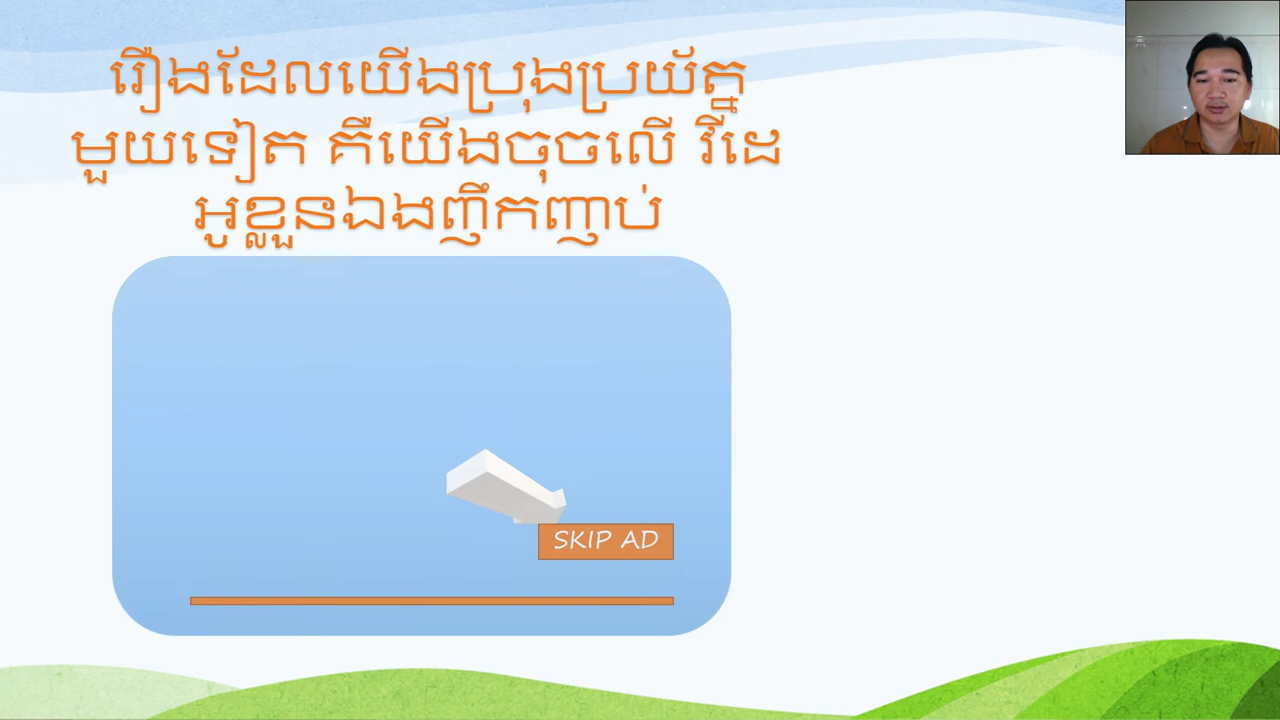 រឿងដែលយើងប្រុងប្រយ័ត្ន
មួយទៀត គឺយើងចុចលើ វីដេ
អូខ្លួនឯងញឹកញាប់
SKIP AD